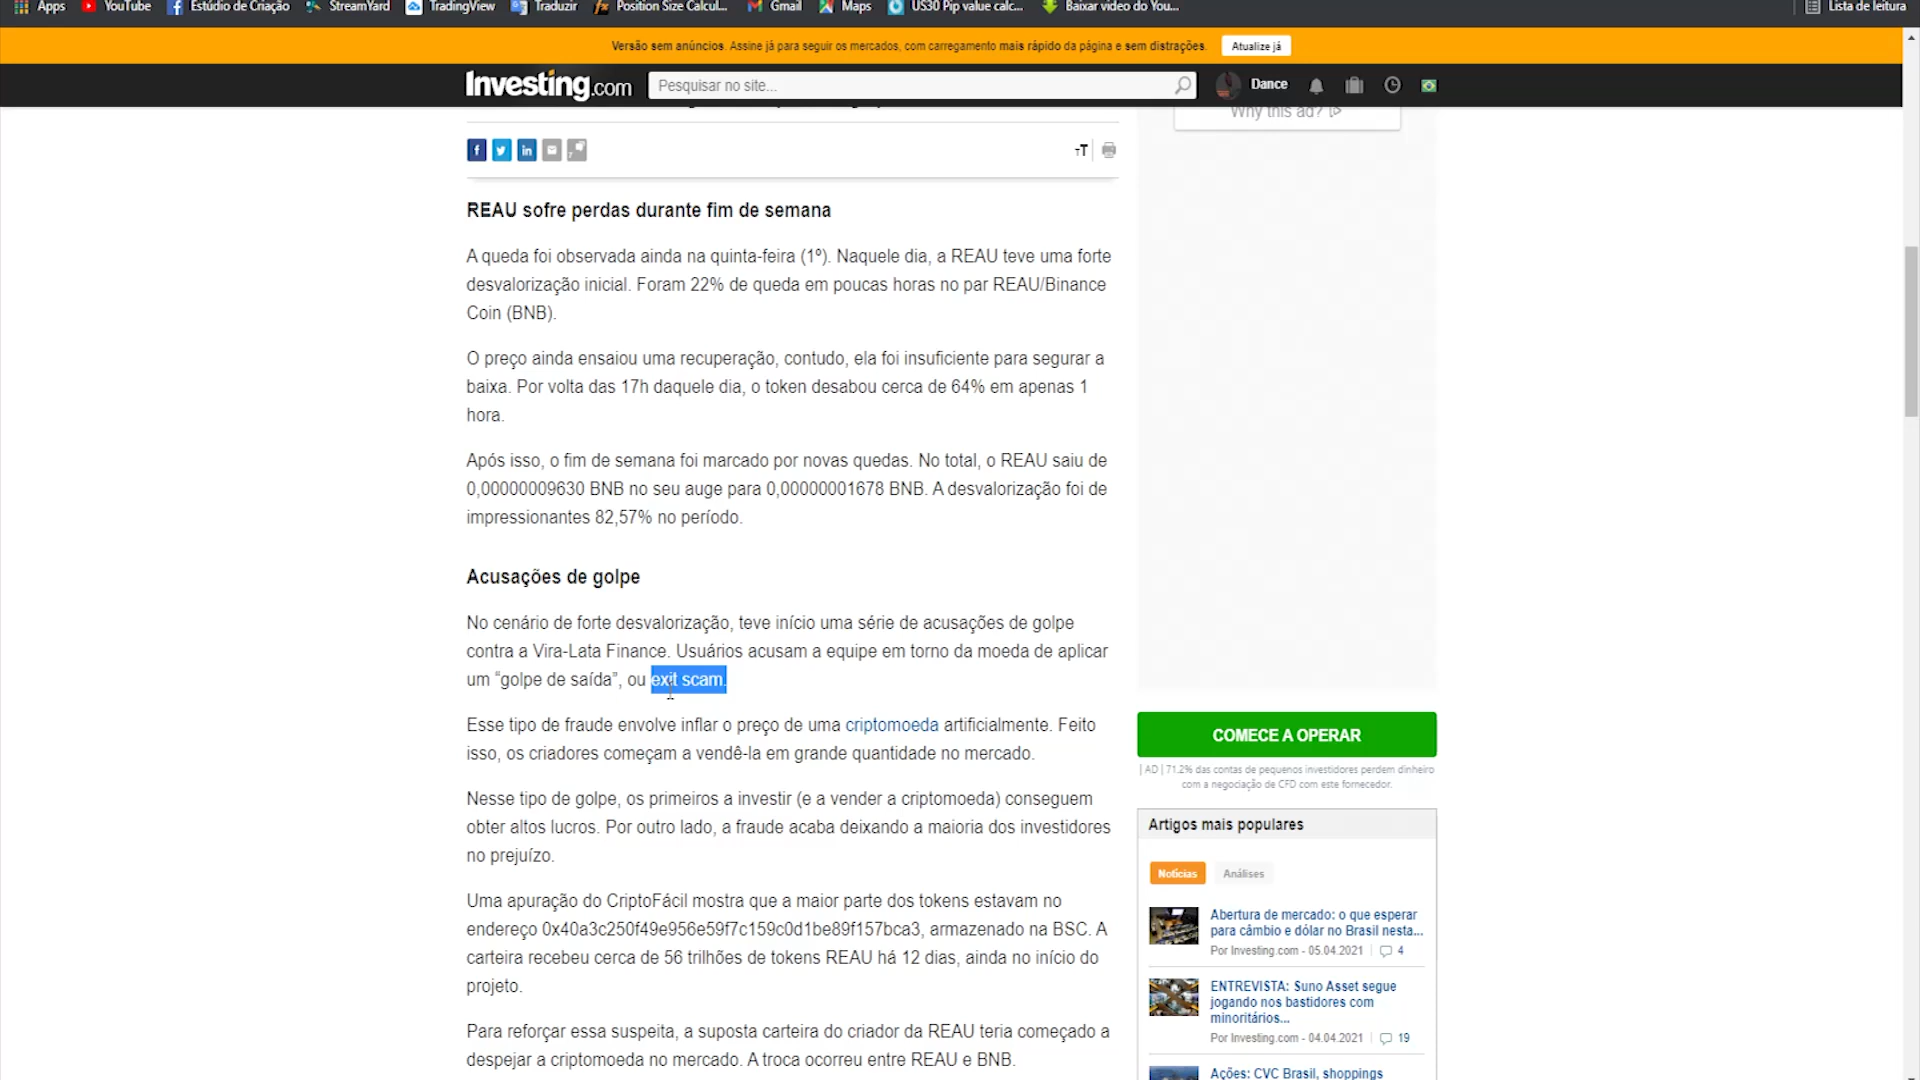 Apps YouTube Estúdio de Criação StreamYard TradingView Traduzir Position Size Calcul... Gmail Maps US30 Pip value calc... Baixar video do You... Lista de leitura
Versão sem anúncios. Assine já para seguir os mercados, com carregamento mais rápido da página e sem distrações. Atualize já
Investing.com Pesquisar no site... Dance
Why this ad?
REAU sofre perdas durante fim de semana
A queda foi observada ainda na quinta-feira (1º). Naquele dia, a REAU teve uma forte
desvalorização inicial. Foram 22% de queda em poucas horas no par REAU/Binance
Coin (BNB).
O preço ainda ensaiou uma recuperação, contudo, ela foi insuficiente para segurar a
baixa. Por volta das 17h daquele dia, o token desabou cerca de 64% em apenas 1
hora.
Após isso, o fim de semana foi marcado por novas quedas. No total, o REAU saiu de
0,00000009630 BNB no seu auge para 0,00000001678 BNB. A desvalorização foi de
impressionantes 82,57% no período.
Acusações de golpe
No cenário de forte desvalorização, teve início uma série de acusações de golpe
contra a Vira-Lata Finance. Usuários acusam a equipe em torno da moeda de aplicar
um “golpe de saída”, ou exit scam.
Esse tipo de fraude envolve inflar o preço de uma criptomoeda artificialmente. Feito
isso, os criadores começam a vendê-la em grande quantidade no mercado.
Nesse tipo de golpe, os primeiros a investir (e a vender a criptomoeda) conseguem
obter altos lucros. Por outro lado, a fraude acaba deixando a maioria dos investidores
no prejuízo.
Uma apuração do CriptoFácil mostra que a maior parte dos tokens estavam no
endereço 0x40a3c250f49e956e59f7c159c0d1be89f157bca3, armazenado na BSC. A
carteira recebeu cerca de 56 trilhões de tokens REAU há 12 dias, ainda no início do
projeto.
Para reforçar essa suspeita, a suposta carteira do criador da REAU teria começado a
despejar a criptomoeda no mercado. A troca ocorreu entre REAU e BNB.
COMECE A OPERAR
| AD | 71.2% das contas de pequenos investidores perdem dinheiro
com a negociação de CFD com este fornecedor.
Artigos mais populares
Notícias Análises
Abertura de mercado: o que esperar
para câmbio e dólar no Brasil nesta...
Por Investing.com - 05.04.2021 | 4
ENTREVISTA: Suno Asset segue
jogando nos bastidores com
minoritários...
Por Investing.com - 04.04.2021 | 19
Ações: CVC Brasil, shoppings